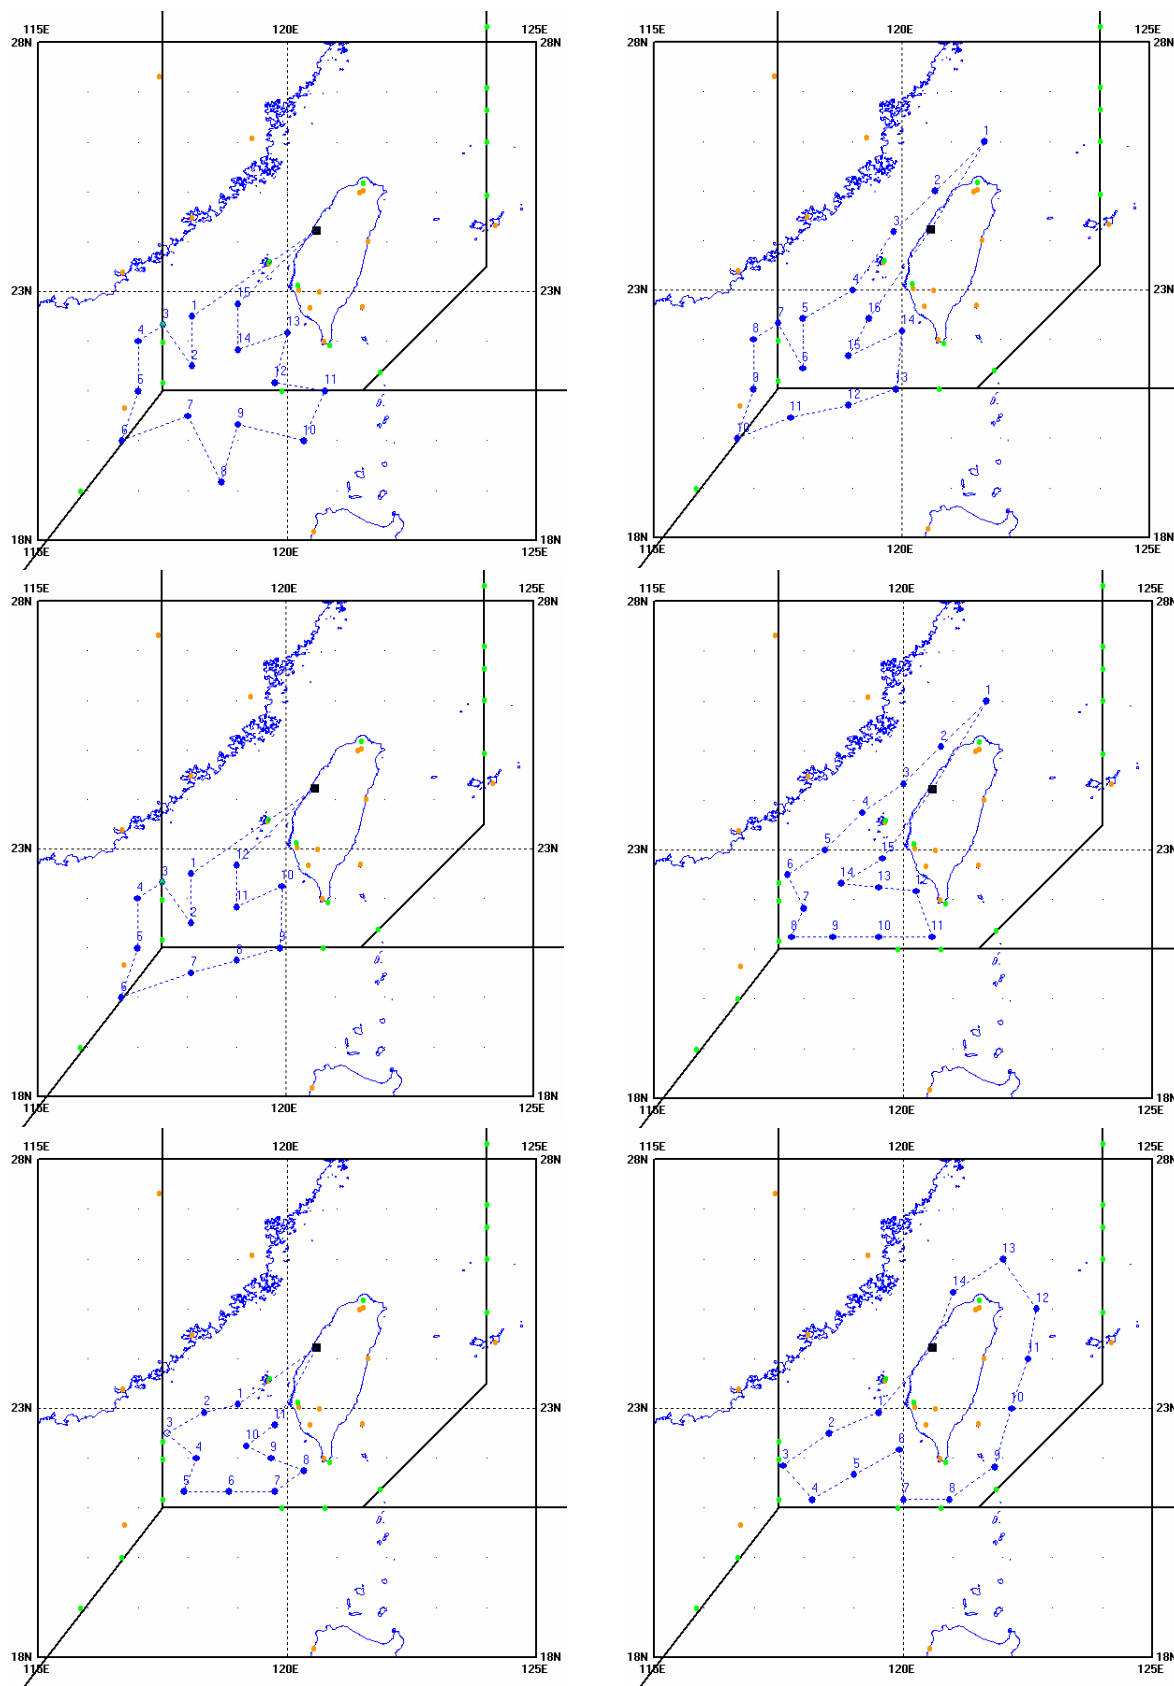 115E 120E 125E
28N 28N
23N 23N
1 15 3 4 14 13 2 12 11 5 7 9 6 10 8
18N 18N
115E 120E 125E
115E 120E 125E
28N 28N
1
2
3
23N 23N
4 5 16 7 8 14 15 6 13 12 9 11 10
18N 18N
115E 120E 125E
115E 120E 125E
28N 28N
23N 23N
12 1 3 4 10 11 2 9 5 8 7 6
18N 18N
115E 120E 125E
115E 120E 125E
28N 28N
1
2
3
4
5 23N 23N
15 6 14 13 12 7 8 9 10 11
18N 18N
115E 120E 125E
115E 120E 125E
28N 28N
1 23N 23N
2 3 11 10 4 9 8 5 6 7
18N 18N
115E 120E 125E
115E 120E 125E
28N 28N
13
14 12
11
1 10 23N 23N
2 6 3 5 9 4 7 8
18N 18N
115E 120E 125E